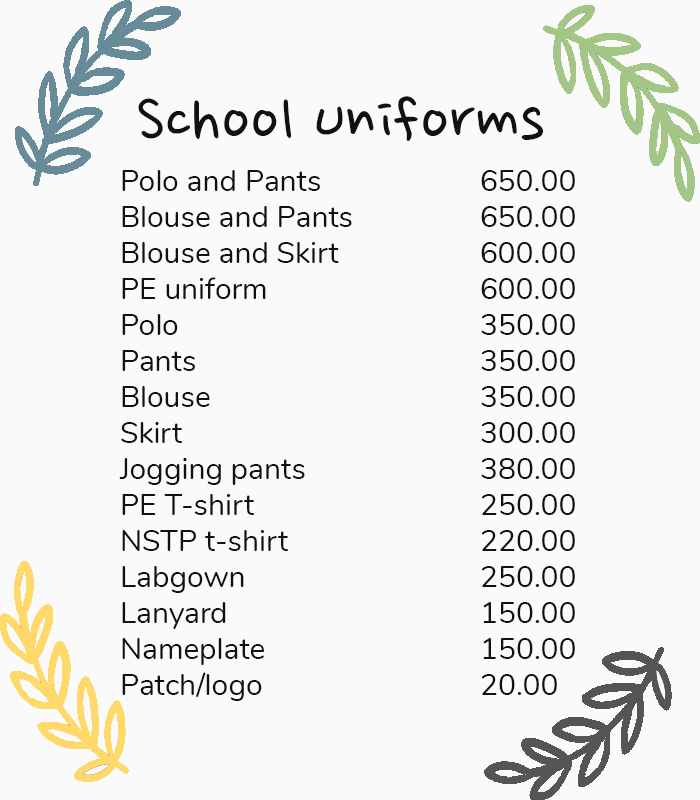 School uniforms
Polo and Pants 650.00
Blouse and Pants 650.00
Blouse and Skirt 600.00
PE uniform 600.00
Polo 350.00
Pants 350.00
Blouse 350.00
Skirt 300.00
Jogging pants 380.00
PE T-shirt 250.00
NSTP t-shirt 220.00
Labgown 250.00
Lanyard 150.00
Nameplate 150.00
Patch/logo 20.00